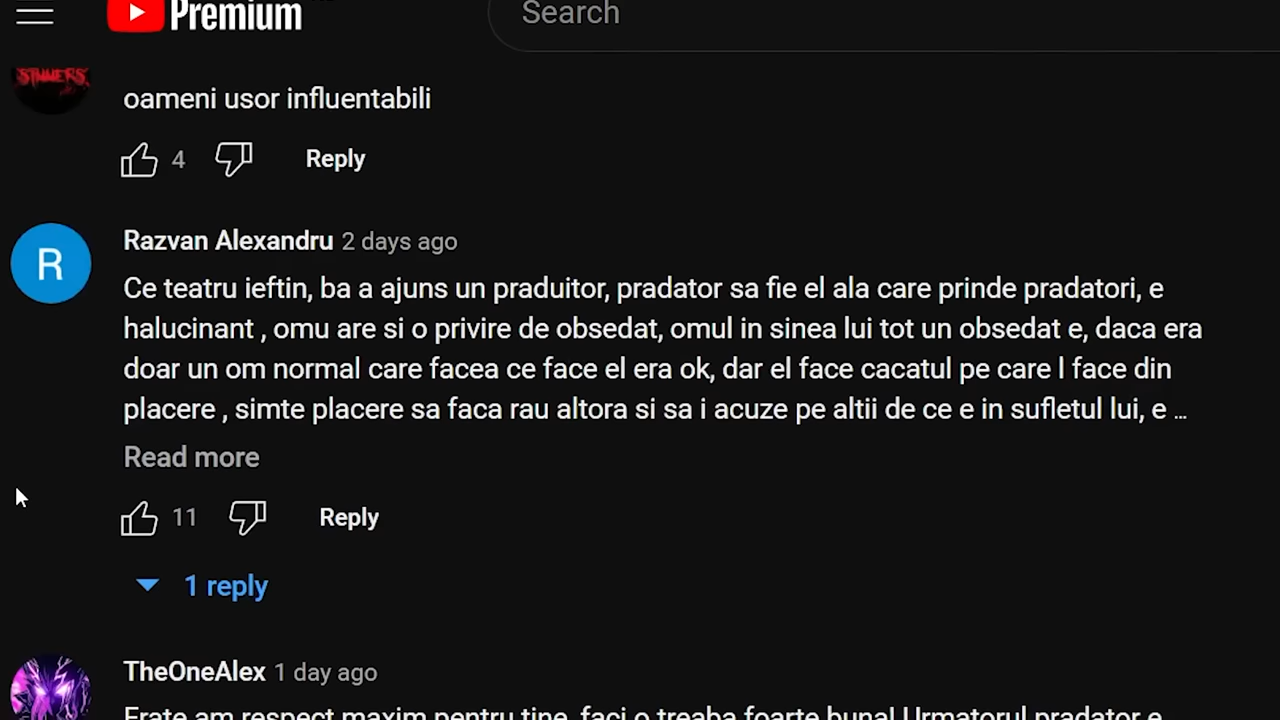 Premium
Search
SINNERS
oameni usor influentabili
4 Reply
Razvan Alexandru 2 days ago
Ce teatru ieftin, ba a ajuns un praduitor, pradator sa fie el ala care prinde pradatori, e
halucinant , omu are si o privire de obsedat, omul in sinea lui tot un obsedat e, daca era
doar un om normal care facea ce face el era ok, dar el face cacatul pe care l face din
placere , simte placere sa faca rau altora si sa i acuze pe altii de ce e in sufletul lui, e ...
Read more
11 Reply
1 reply
TheOneAlex 1 day ago
Frate am respect maxim pentru tine, faci o treaba foarte buna! Urmatorul pradator e